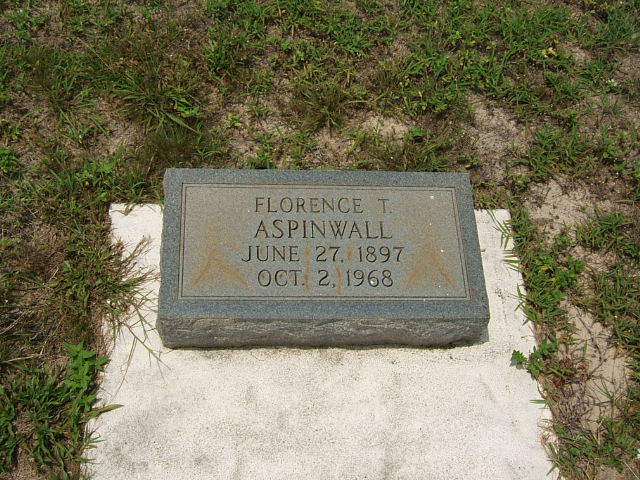 FLORENCE T.
ASPINWALL
JUNE 27, 1897
OCT. 2, 1968